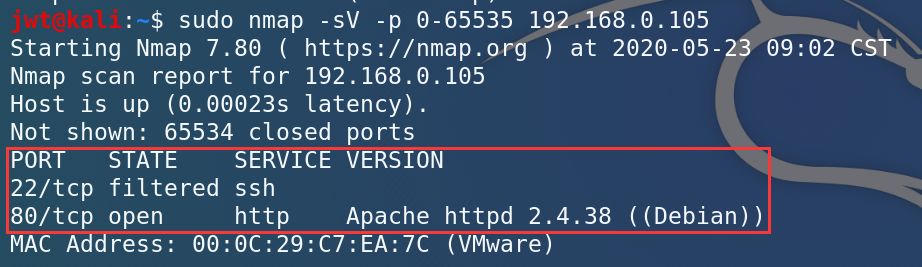 jwt@kali:~$ sudo nmap -sV -p 0-65535 192.168.0.105
Starting Nmap 7.80 ( https://nmap.org ) at 2020-05-23 09:02 CST
Nmap scan report for 192.168.0.105
Host is up (0.00023s latency).
Not shown: 65534 closed ports
PORT   STATE    SERVICE VERSION
22/tcp filtered ssh
80/tcp open     http    Apache httpd 2.4.38 ((Debian))
MAC Address: 00:0C:29:C7:EA:7C (VMware)